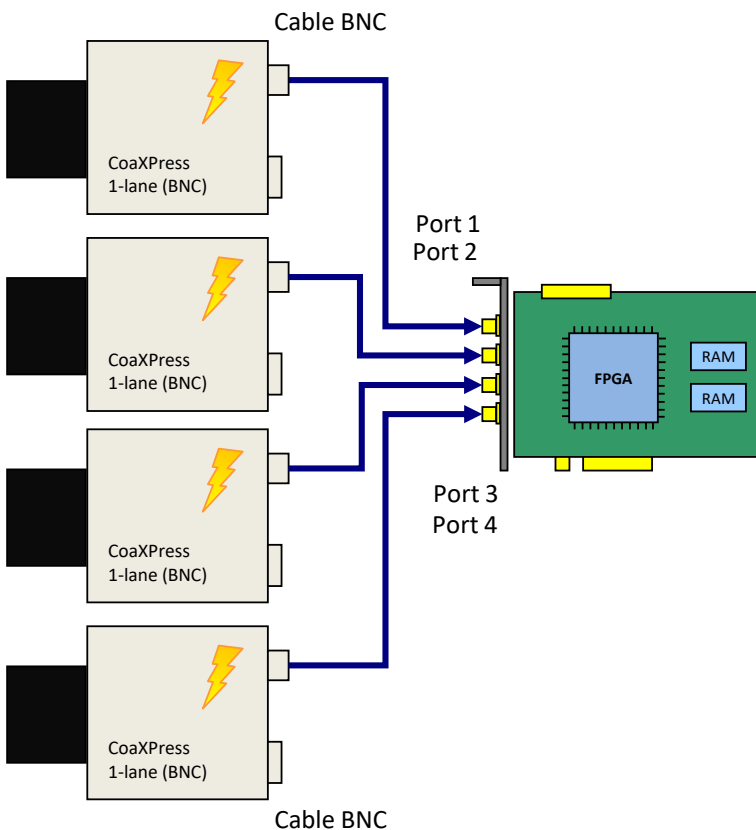 Cable BNC
CoaXPress
1-lane (BNC)
Port 1
Port 2
CoaXPress
1-lane (BNC)
FPGA
RAM
RAM
CoaXPress
1-lane (BNC)
Port 3
Port 4
CoaXPress
1-lane (BNC)
Cable BNC